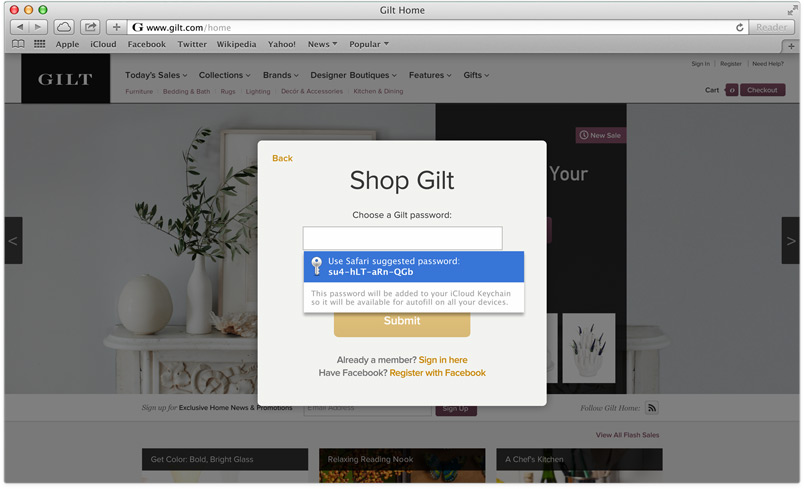 Gilt Home
G www.gilt.com/home
Reader
Apple iCloud Facebook Twitter Wikipedia Yahoo! News Popular
Sign In Register Need Help?
GILT
Today's Sales Collections Brands Designer Boutiques Features Gifts
Furniture Bedding & Bath Rugs Lighting Decór & Accessories Kitchen & Dining
Cart 0 Checkout
New Sale
Your
Back
Shop Gilt
Choose a Gilt password:
Use Safari suggested password:
su4-hLT-aRn-QGb
This password will be added to your iCloud Keychain
so it will be available for autofill on all your devices.
Submit
Already a member? Sign in here
Have Facebook? Register with Facebook
Sign up for Exclusive Home News & Promotions Email Address Sign Up Follow Gilt Home:
View All Flash Sales
Get Color: Bold, Bright Glass Relaxing Reading Nook A Chef's Kitchen